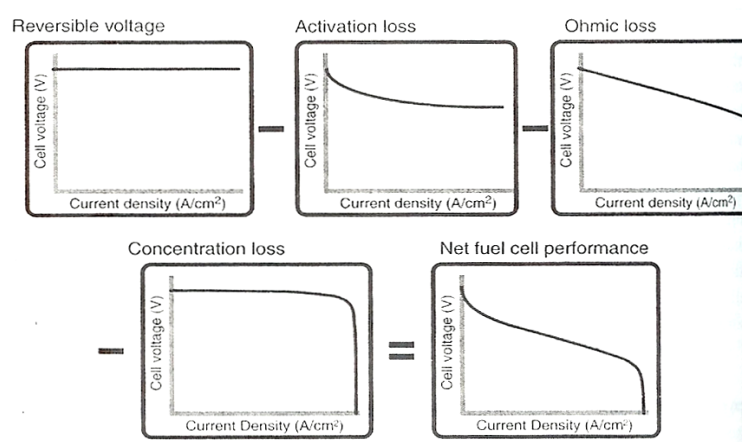 Reversible voltage
Activation loss
Ohmic loss
Cell voltage (V)
Current density (A/cm²)
Cell voltage (V)
Current density (A/cm²)
Cell voltage (V)
Current density (A/cm²)
Concentration loss
Net fuel cell performance
Cell voltage (V)
Current Density (A/cm²)
Cell voltage (V)
Current Density (A/cm²)